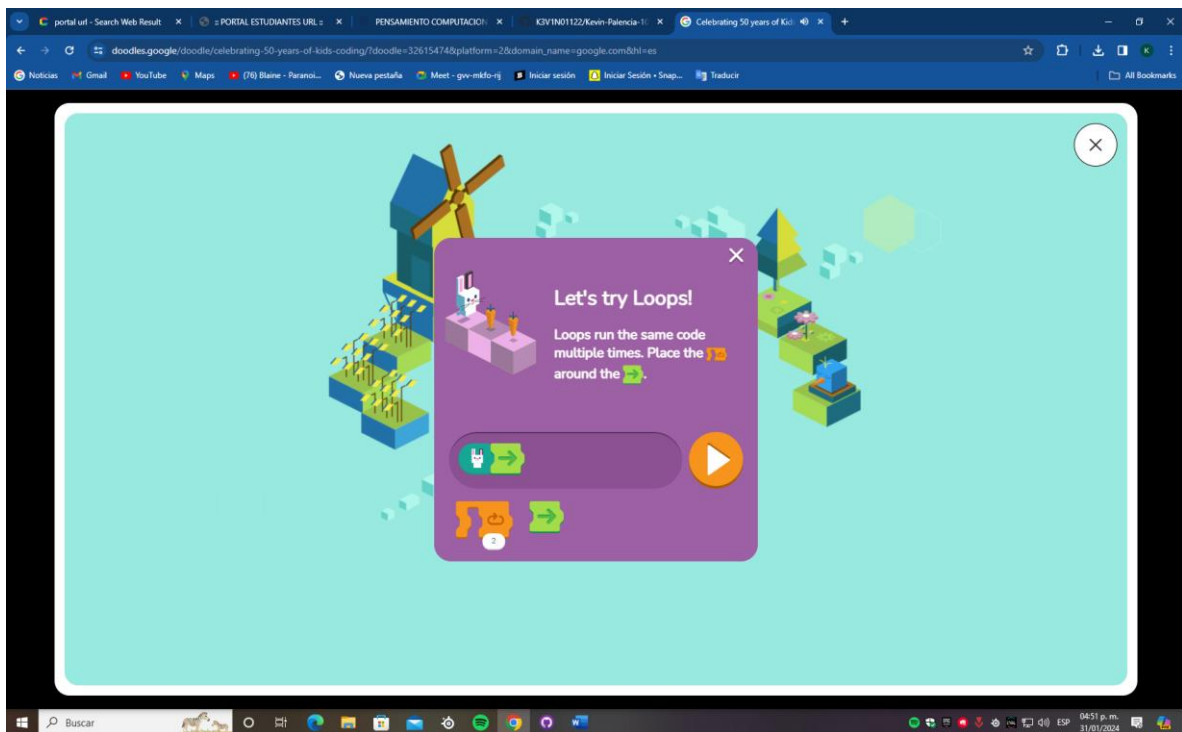 portal url - Search Web Result
:: PORTAL ESTUDIANTES URL ::
PENSAMIENTO COMPUTACION
K3V1N01122/Kevin-Palencia-1
Celebrating 50 years of Kid
doodles.google/doodle/celebrating-50-years-of-kids-coding/?doodle=32615474&platform=2&domain_name=google.com&hl=es
K
Noticias
Gmail
YouTube
Maps
(76) Blaine - Paranoi...
Nueva pestaña
Meet - gvv-mkfo-rij
Iniciar sesión
Iniciar Sesión • Snap...
Traducir
All Bookmarks
Let's try Loops!
Loops run the same code
multiple times. Place the
around the .
2
Buscar
ESP
04:51 p. m.
31/01/2024